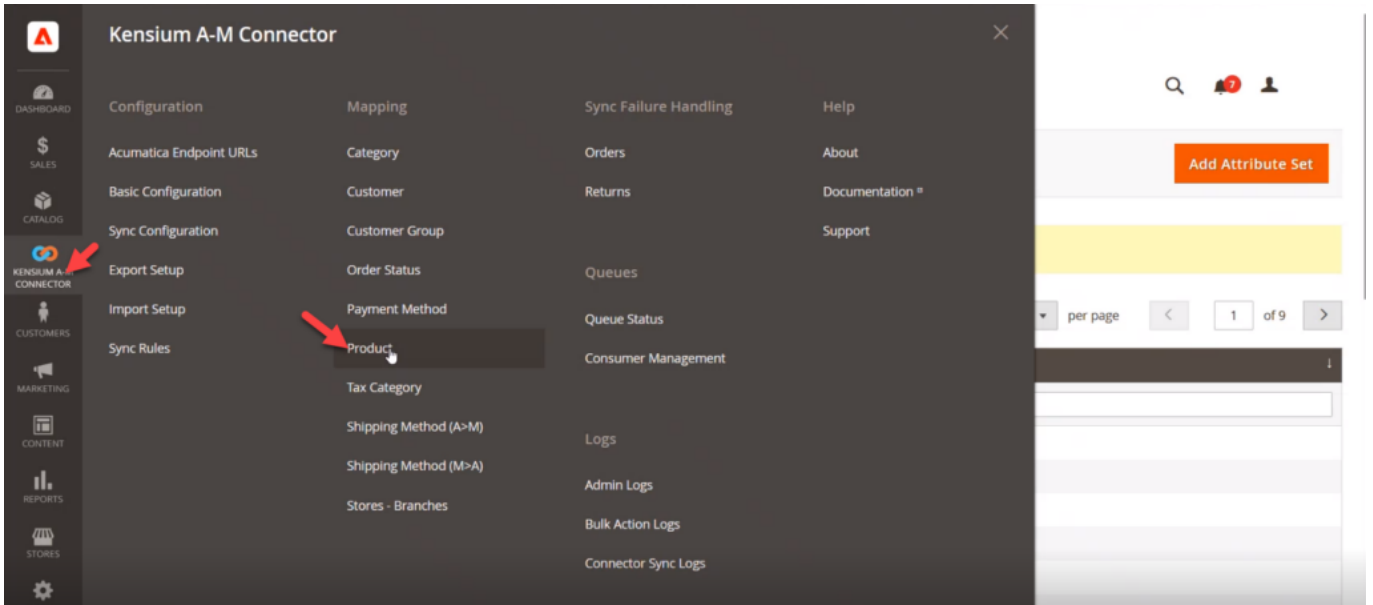 DASHBOARD
SALES
CATALOG
KENSIUM A-M
CONNECTOR
CUSTOMERS
MARKETING
CONTENT
REPORTS
STORES
Kensium A-M Connector
Configuration
Acumatica Endpoint URLs
Basic Configuration
Sync Configuration
Export Setup
Import Setup
Sync Rules
Mapping
Category
Customer
Customer Group
Order Status
Payment Method
Product
Tax Category
Shipping Method (A>M)
Shipping Method (M>A)
Stores - Branches
Sync Failure Handling
Orders
Returns
Queues
Queue Status
Consumer Management
Logs
Admin Logs
Bulk Action Logs
Connector Sync Logs
Help
About
Documentation
Support
7
Add Attribute Set
per page
1 of 9